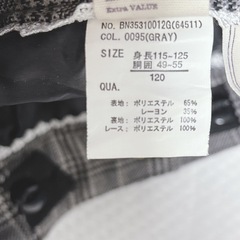 Extra VALUE
NO. BN35310012G(64511)
COL. 0095(GRAY)
SIZE 身長115-125
胴囲 49-55
120
QUA.
表地: ポリエステル 65%
レーヨン 35%
裏地: ポリエステル 100%
レース: ポリエステル 100%